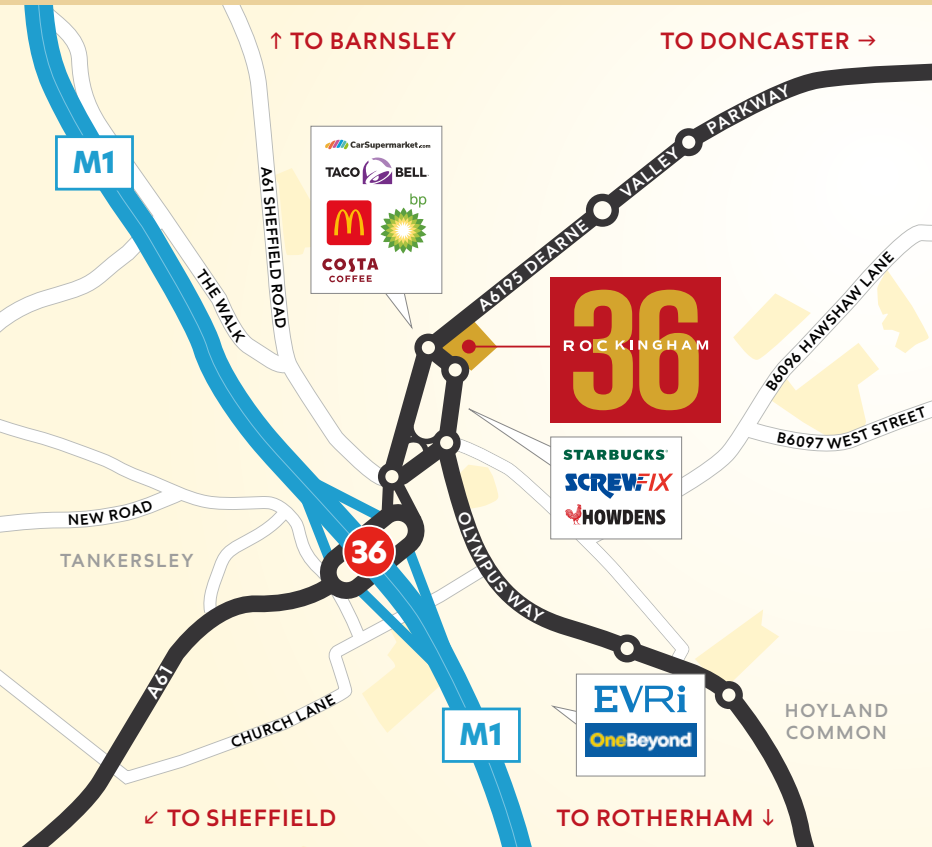 ↑ TO BARNSLEY
TO DONCASTER →
M1
CarSupermarket.com
TACO BELL
bp
COSTA
COFFEE
A61 SHEFFIELD ROAD
THE WALK
A6195 DEARNE VALLEY PARKWAY
36
ROCKINGHAM
B6096 HAWSHAW LANE
B6097 WEST STREET
STARBUCKS
SCREWFIX
HOWDENS
NEW ROAD
TANKERSLEY
36
OLYMPUS WAY
A61
CHURCH LANE
M1
EVRi
OneBeyond
HOYLAND
COMMON
↙ TO SHEFFIELD
TO ROTHERHAM ↓